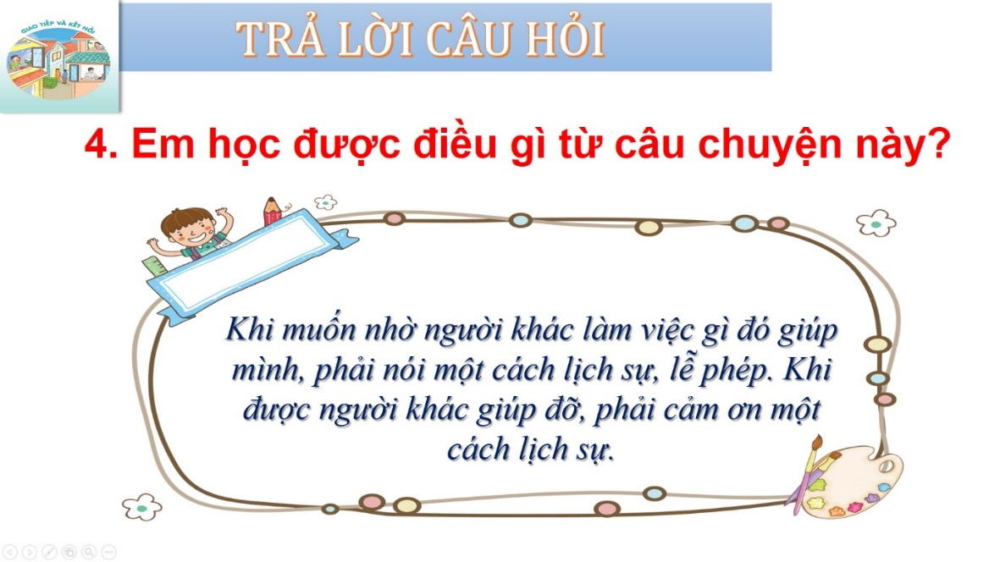 GIAO TIẾP VÀ KẾT NỐI
TRẢ LỜI CÂU HỎI
4. Em học được điều gì từ câu chuyện này?
Khi muốn nhờ người khác làm việc gì đó giúp
mình, phải nói một cách lịch sự, lễ phép. Khi
được người khác giúp đỡ, phải cảm ơn một
cách lịch sự.